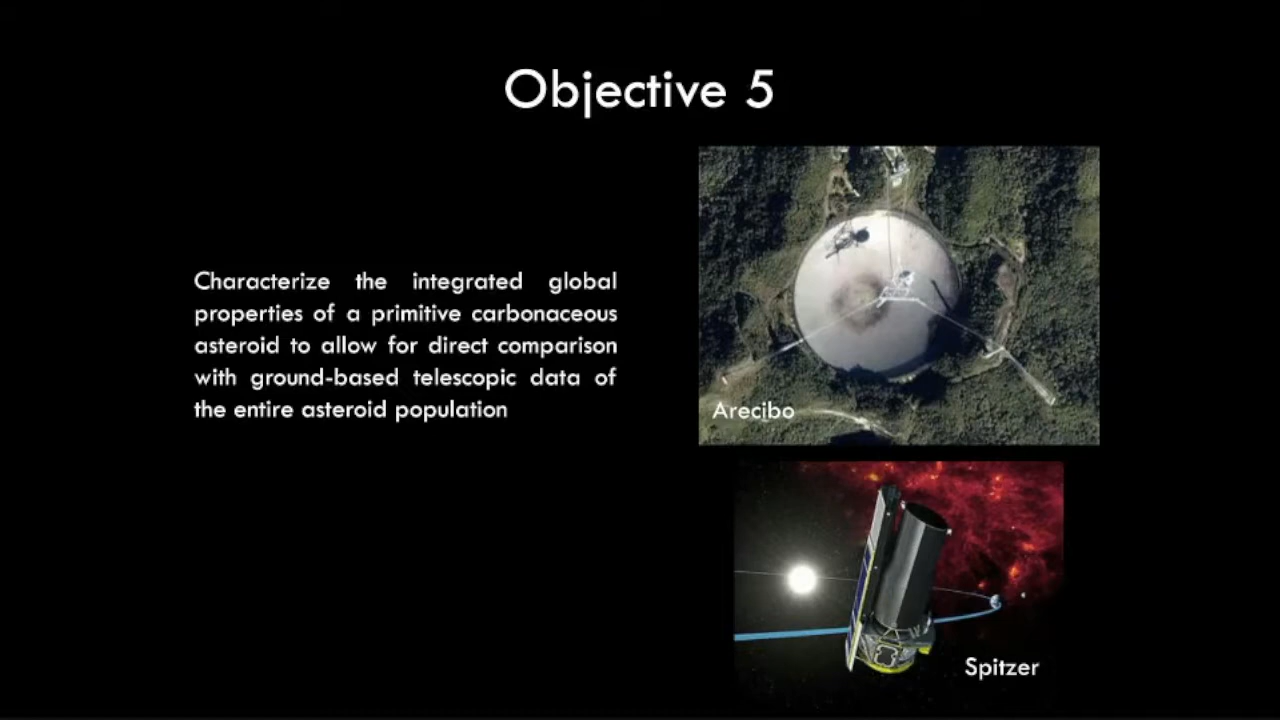 Objective 5
Characterize the integrated global
properties of a primitive carbonaceous
asteroid to allow for direct comparison
with ground-based telescopic data of
the entire asteroid population
Arecibo
Spitzer